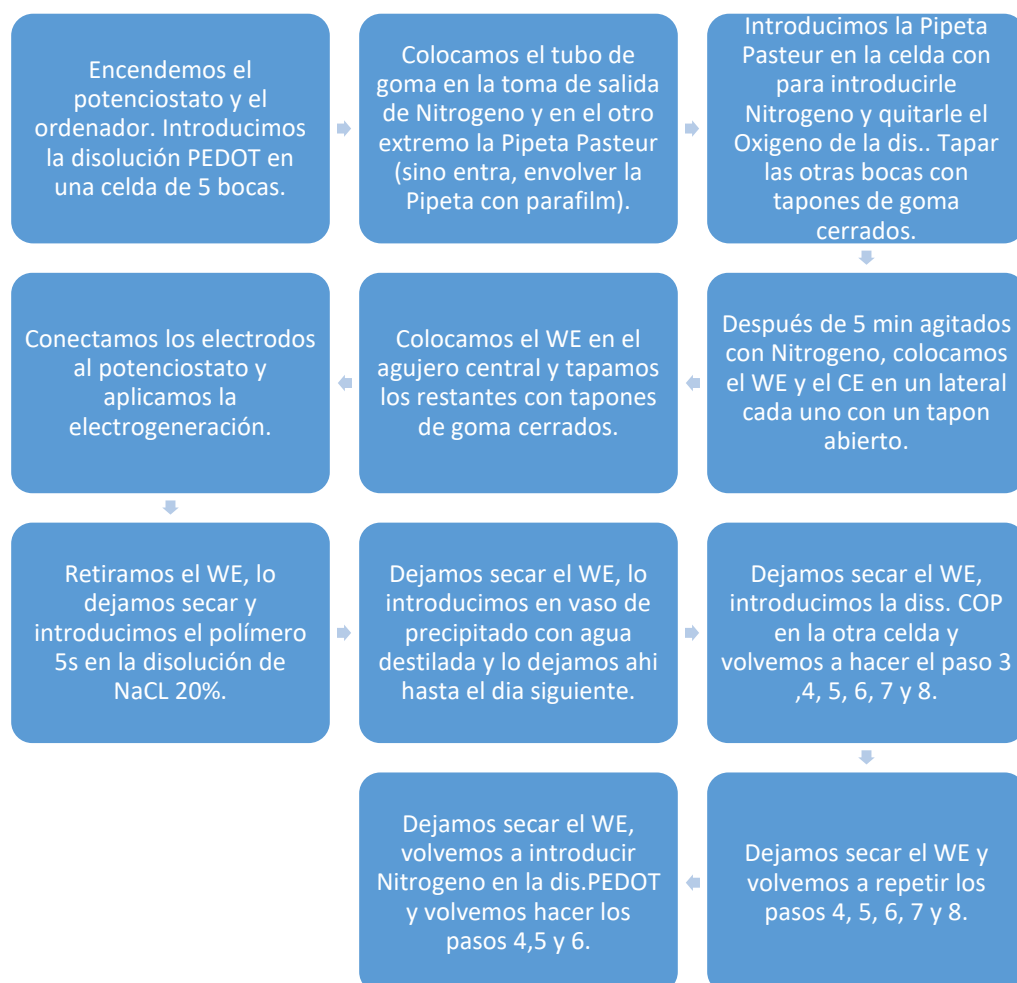 Encendemos el
potenciostato y el
ordenador. Introducimos
la disolución PEDOT en
una celda de 5 bocas.
Colocamos el tubo de
goma en la toma de salida
de Nitrogeno y en el otro
extremo la Pipeta Pasteur
(sino entra, envolver la
Pipeta con parafilm).
Introducimos la Pipeta
Pasteur en la celda con
para introducirle
Nitrogeno y quitarle el
Oxigeno de la dis.. Tapar
las otras bocas con
tapones de goma
cerrados.
Después de 5 min agitados
con Nitrogeno, colocamos
el WE y el CE en un lateral
cada uno con un tapon
abierto.
Colocamos el WE en el
agujero central y tapamos
los restantes con tapones
de goma cerrados.
Conectamos los electrodos
al potenciostato y
aplicamos la
electrogeneración.
Retiramos el WE, lo
dejamos secar y
introducimos el polímero
5s en la disolución de
NaCL 20%.
Dejamos secar el WE, lo
introducimos en vaso de
precipitado con agua
destilada y lo dejamos ahi
hasta el dia siguiente.
Dejamos secar el WE,
introducimos la diss. COP
en la otra celda y
volvemos a hacer el paso 3
,4, 5, 6, 7 y 8.
Dejamos secar el WE y
volvemos a repetir los
pasos 4, 5, 6, 7 y 8.
Dejamos secar el WE,
volvemos a introducir
Nitrogeno en la dis.PEDOT
y volvemos hacer los
pasos 4,5 y 6.